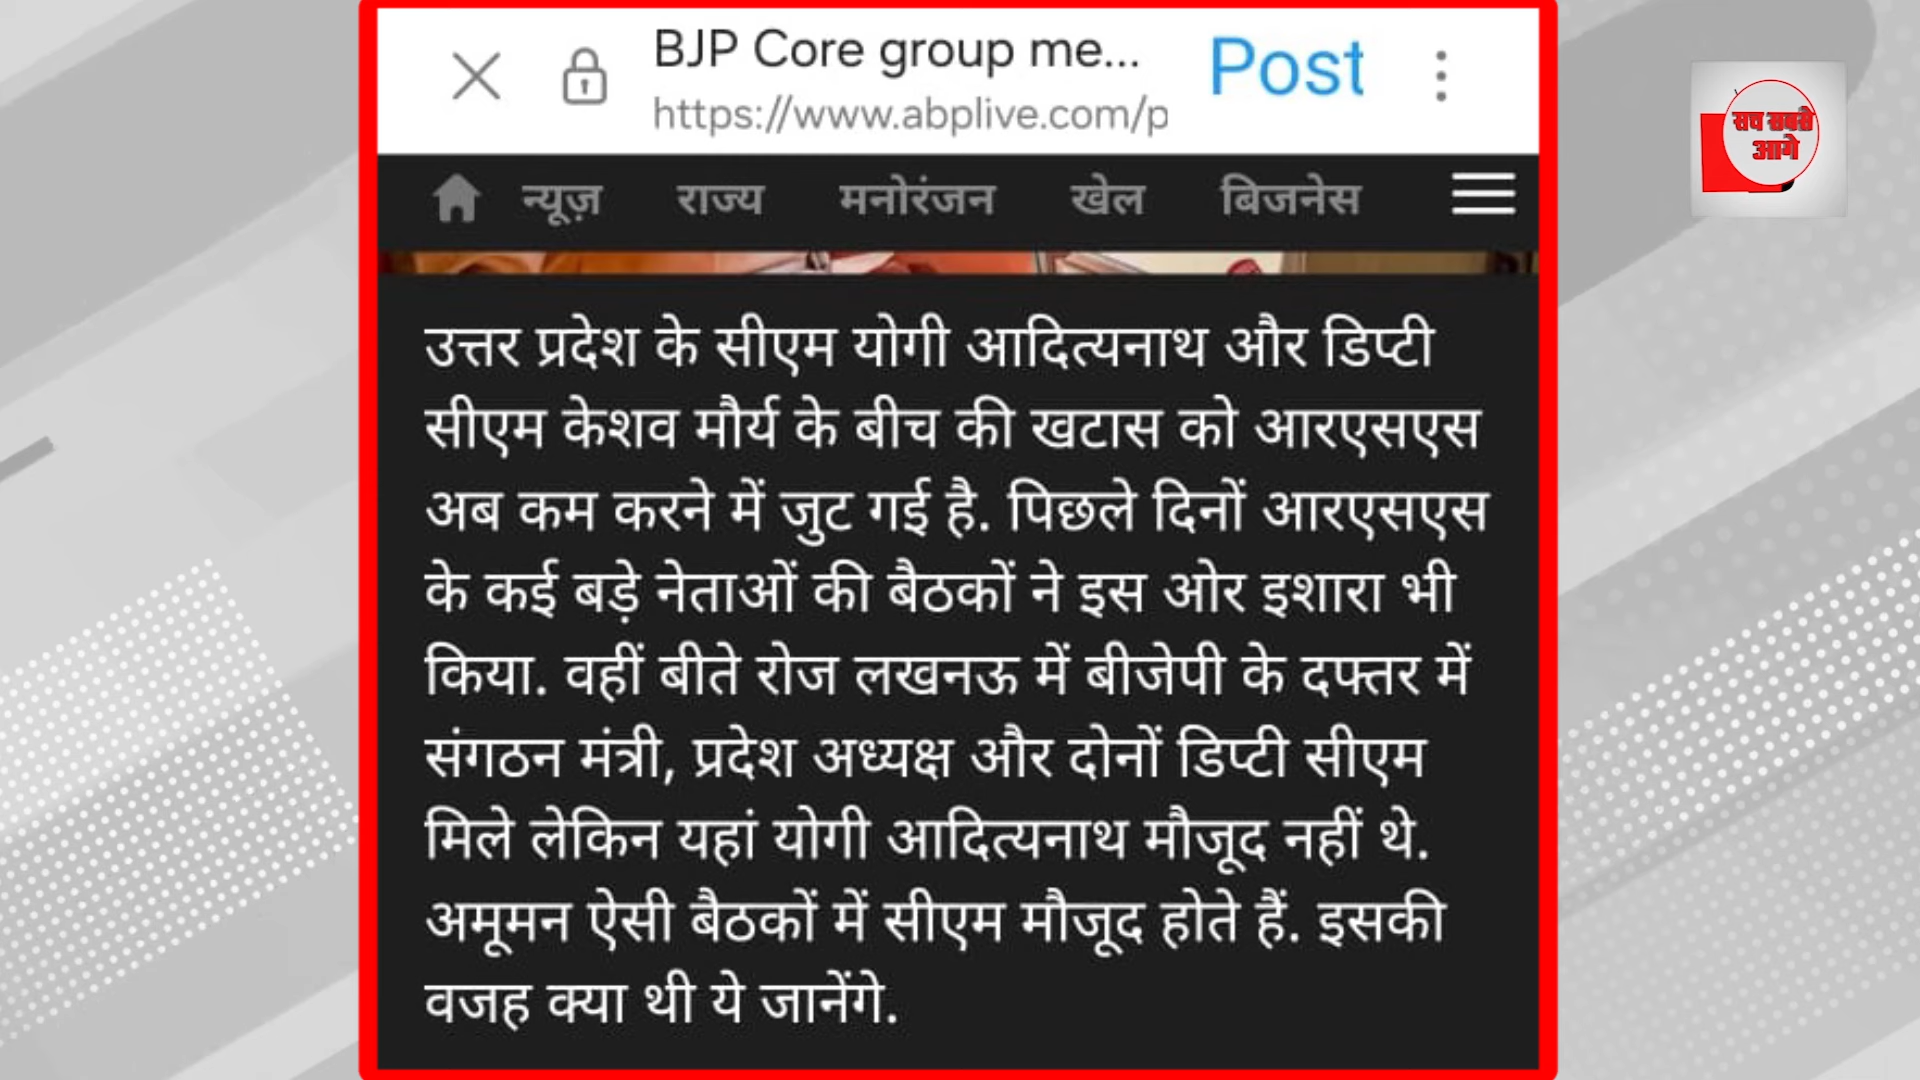 BJP Core group me...
Post
https://www.abplive.com/p
न्यूज़ राज्य मनोरंजन खेल बिजनेस
सच सबसे
आगे
उत्तर प्रदेश के सीएम योगी आदित्यनाथ और डिप्टी
सीएम केशव मौर्य के बीच की खटास को आरएसएस
अब कम करने में जुट गई है. पिछले दिनों आरएसएस
के कई बड़े नेताओं की बैठकों ने इस ओर इशारा भी
किया. वहीं बीते रोज लखनऊ में बीजेपी के दफ्तर में
संगठन मंत्री, प्रदेश अध्यक्ष और दोनों डिप्टी सीएम
मिले लेकिन यहां योगी आदित्यनाथ मौजूद नहीं थे.
अमूमन ऐसी बैठकों में सीएम मौजूद होते हैं. इसकी
वजह क्या थी ये जानेंगे.